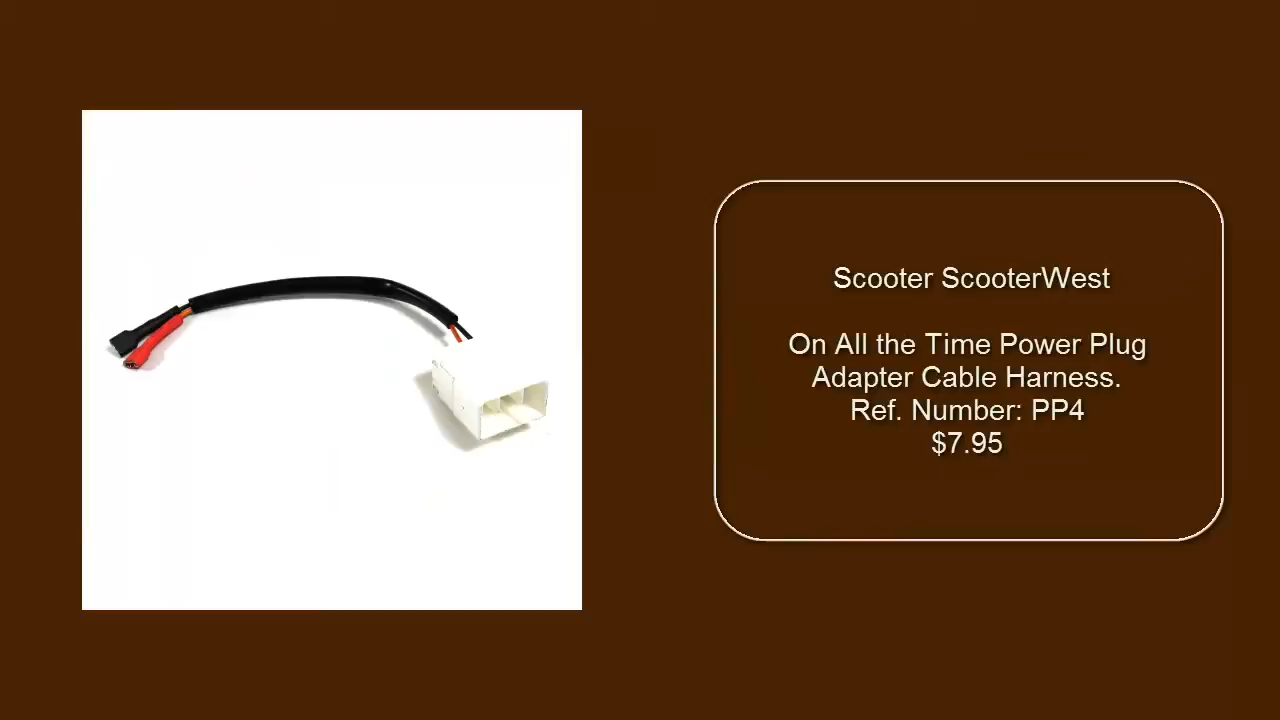 Scooter ScooterWest
On All the Time Power Plug
Adapter Cable Harness.
Ref. Number: PP4
$7.95